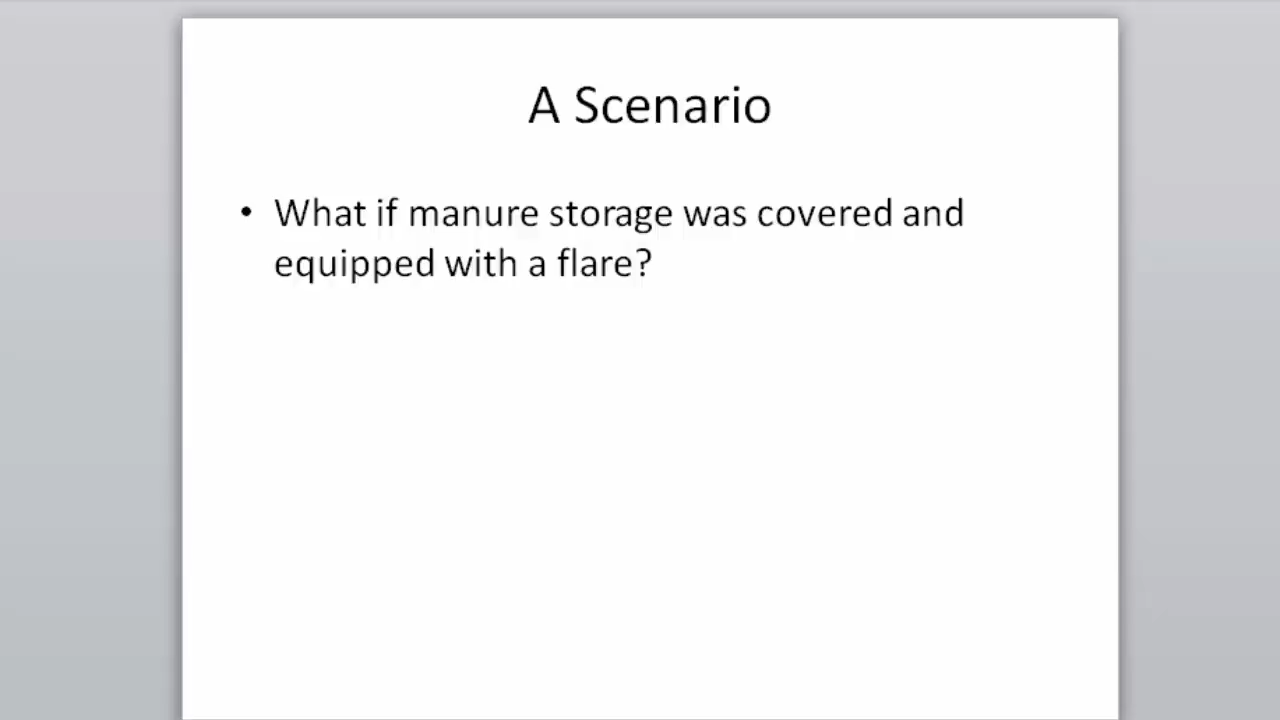 A Scenario
• What if manure storage was covered and
equipped with a flare?